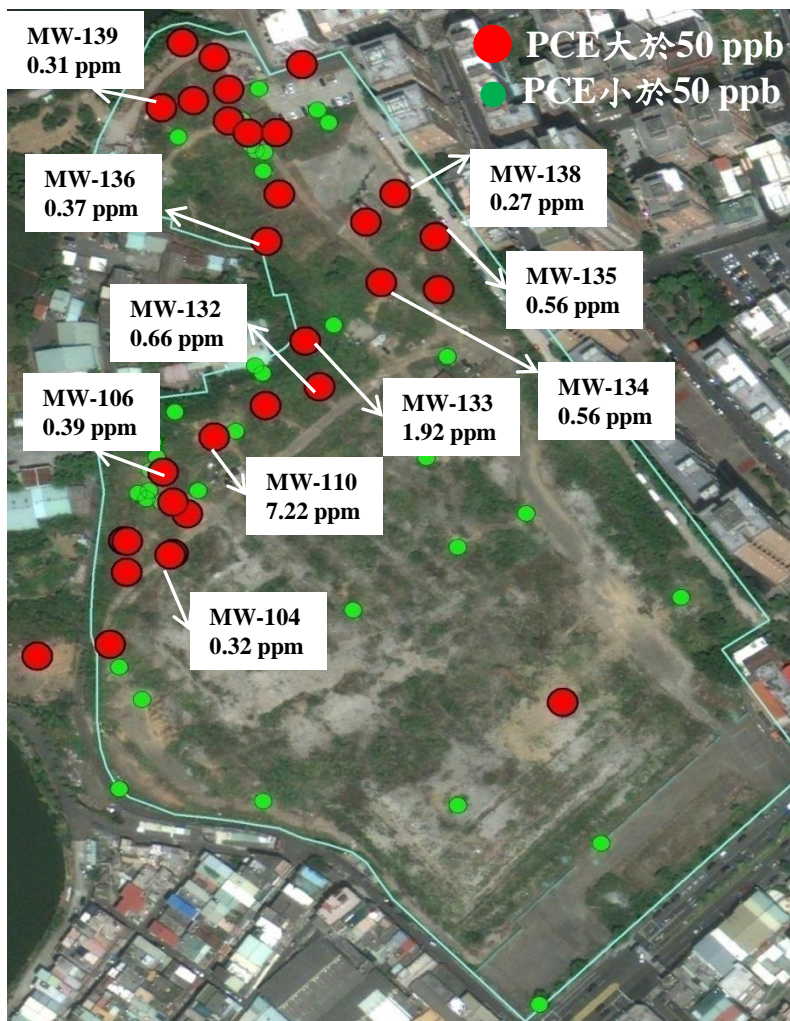 MW-139
0.31 ppm
PCE大於50 ppb
PCE小於50 ppb
MW-136
0.37 ppm
MW-138
0.27 ppm
MW-135
0.56 ppm
MW-132
0.66 ppm
MW-106
0.39 ppm
MW-133
1.92 ppm
MW-134
0.56 ppm
MW-110
7.22 ppm
MW-104
0.32 ppm